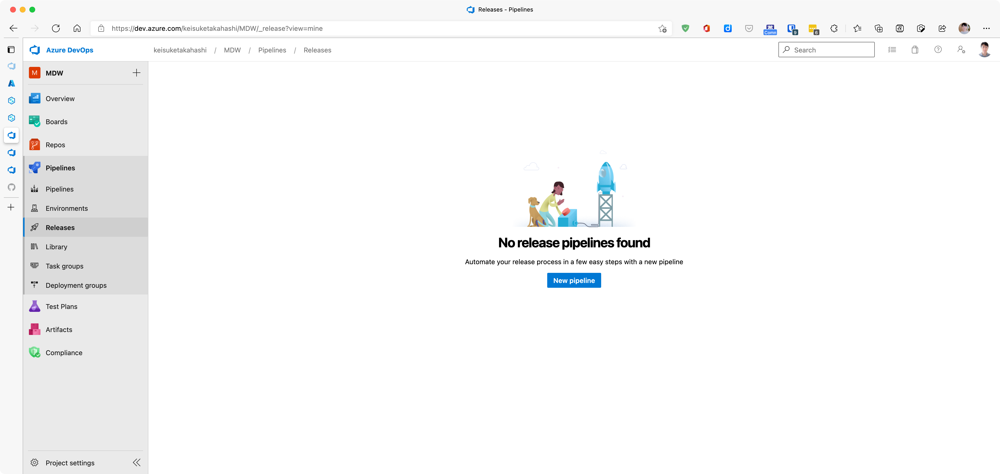 Releases - Pipelines
https://dev.azure.com/keisuketakahashi/MDW/_release?view=mine
Comn
9
6
Azure DevOps
keisuketakahashi / MDW / Pipelines / Releases
Search
M MDW
Overview
Boards
Repos
Pipelines
Pipelines
Environments
Releases
Library
Task groups
Deployment groups
Test Plans
Artifacts
Compliance
Project settings
No release pipelines found
Automate your release process in a few easy steps with a new pipeline
New pipeline